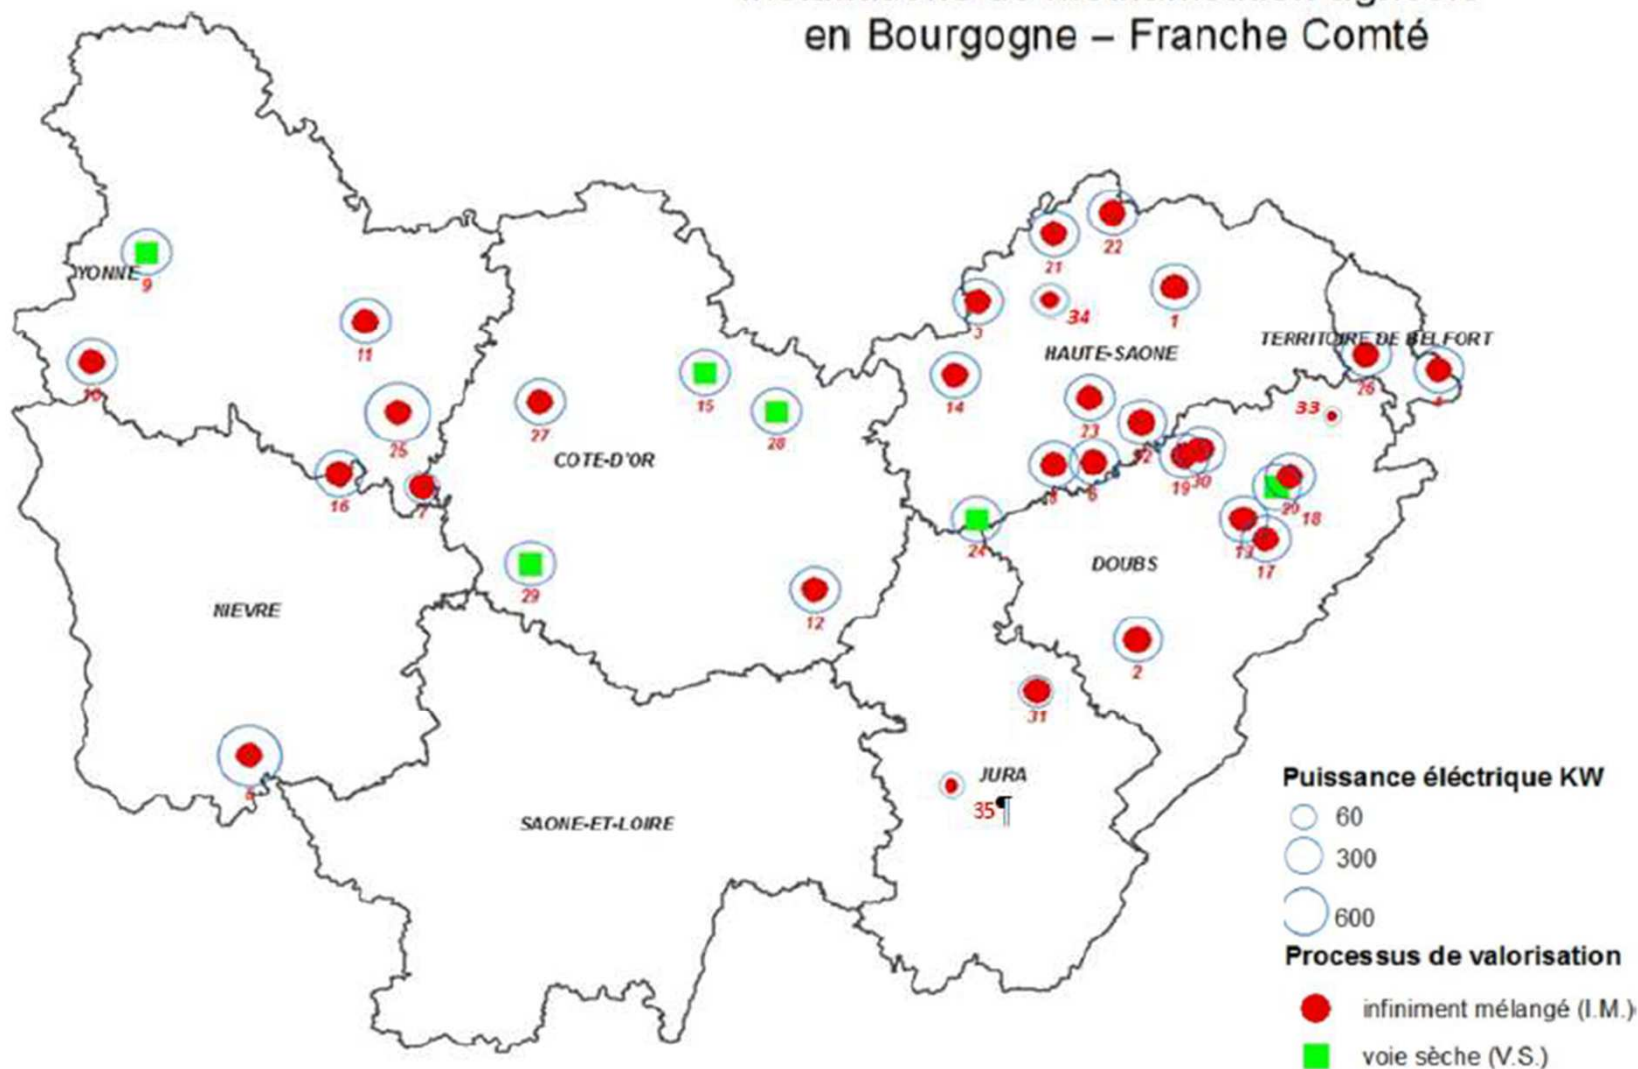 en Bourgogne – Franche Comté
22
21
YONNE
9
3
34
1
11
TERRITOIRE DE BELFORT
HAUTE-SAONE
10
26
15
14
33
27
28
23
25
COTE-D'OR
16
7
6
19
30
20
18
24
13
17
DOUBS
29
NIEVRE
12
2
31
JURA
35¶
SAONE-ET-LOIRE
Puissance éléctrique KW
60
300
600
Processus de valorisation
infiniment mélangé (I.M.)
voie sèche (V.S.)